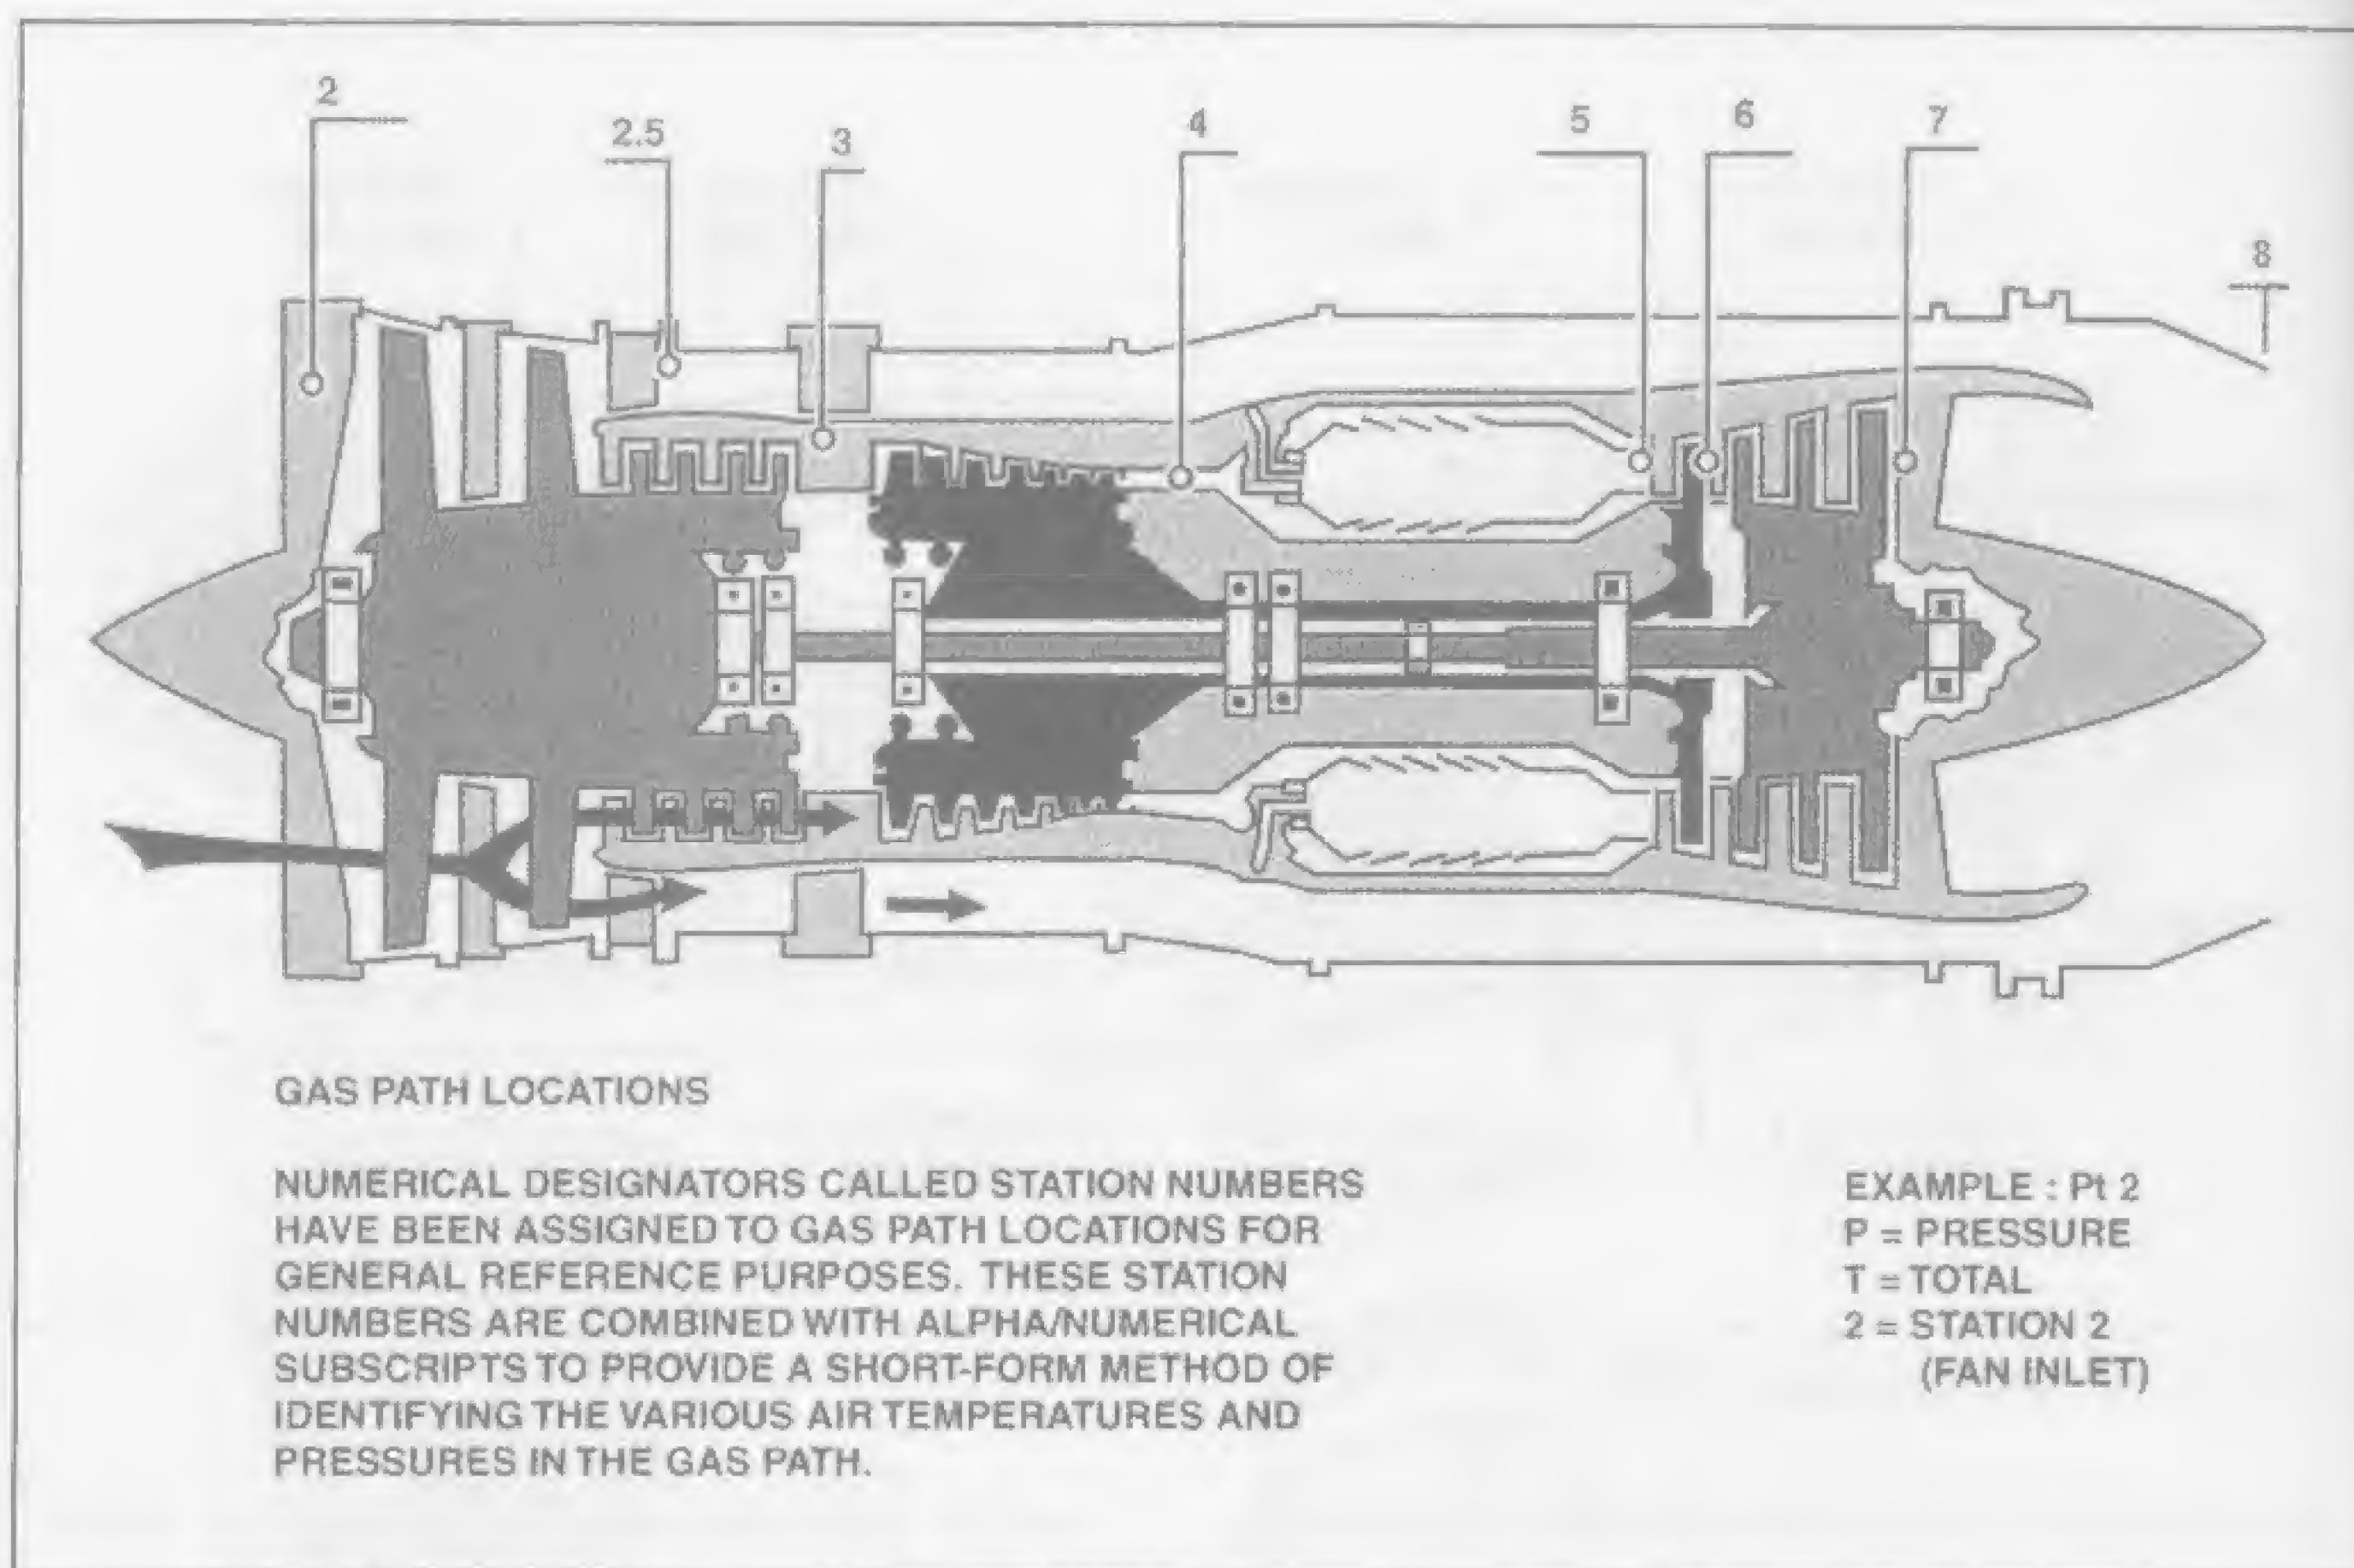 2
2.5
3
4
5
6
7
8
GAS PATH LOCATIONS
NUMERICAL DESIGNATORS CALLED STATION NUMBERS
HAVE BEEN ASSIGNED TO GAS PATH LOCATIONS FOR
GENERAL REFERENCE PURPOSES. THESE STATION
NUMBERS ARE COMBINED WITH ALPHA/NUMERICAL
SUBSCRIPTS TO PROVIDE A SHORT-FORM METHOD OF
IDENTIFYING THE VARIOUS AIR TEMPERATURES AND
PRESSURES IN THE GAS PATH.
EXAMPLE : Pt 2
P = PRESSURE
T = TOTAL
2 = STATION 2
(FAN INLET)